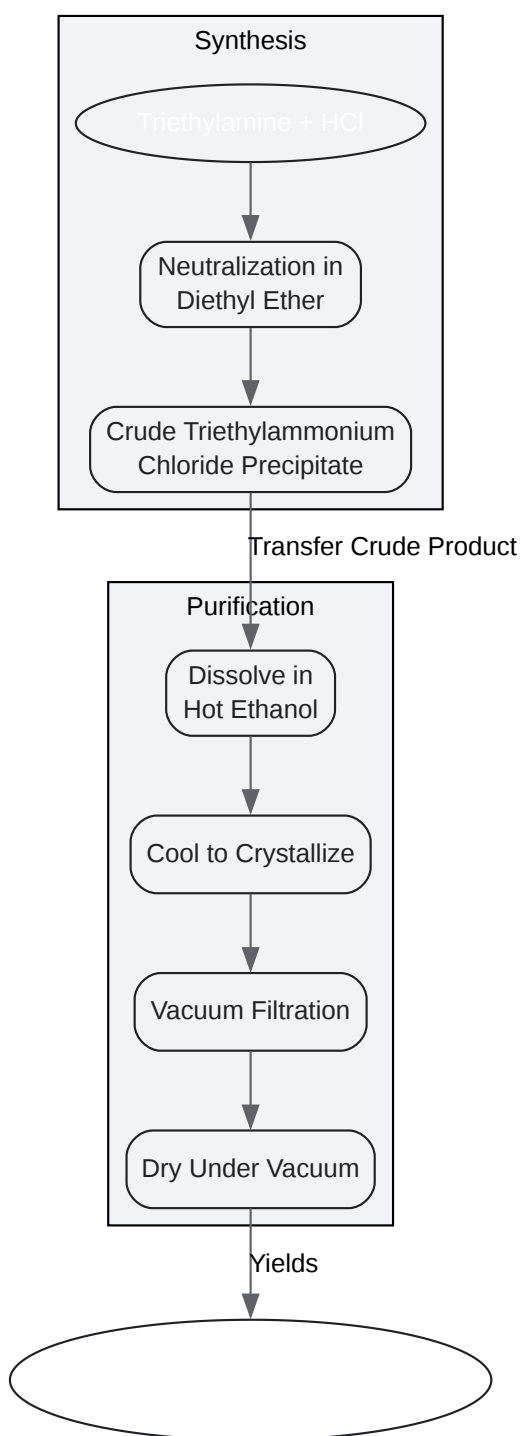 Synthesis
Triethylamine + HCl
Neutralization in
Diethyl Ether
Crude Triethylammonium
Chloride Precipitate
Transfer Crude Product
Purification
Dissolve in
Hot Ethanol
Cool to Crystallize
Vacuum Filtration
Dry Under Vacuum
Yields